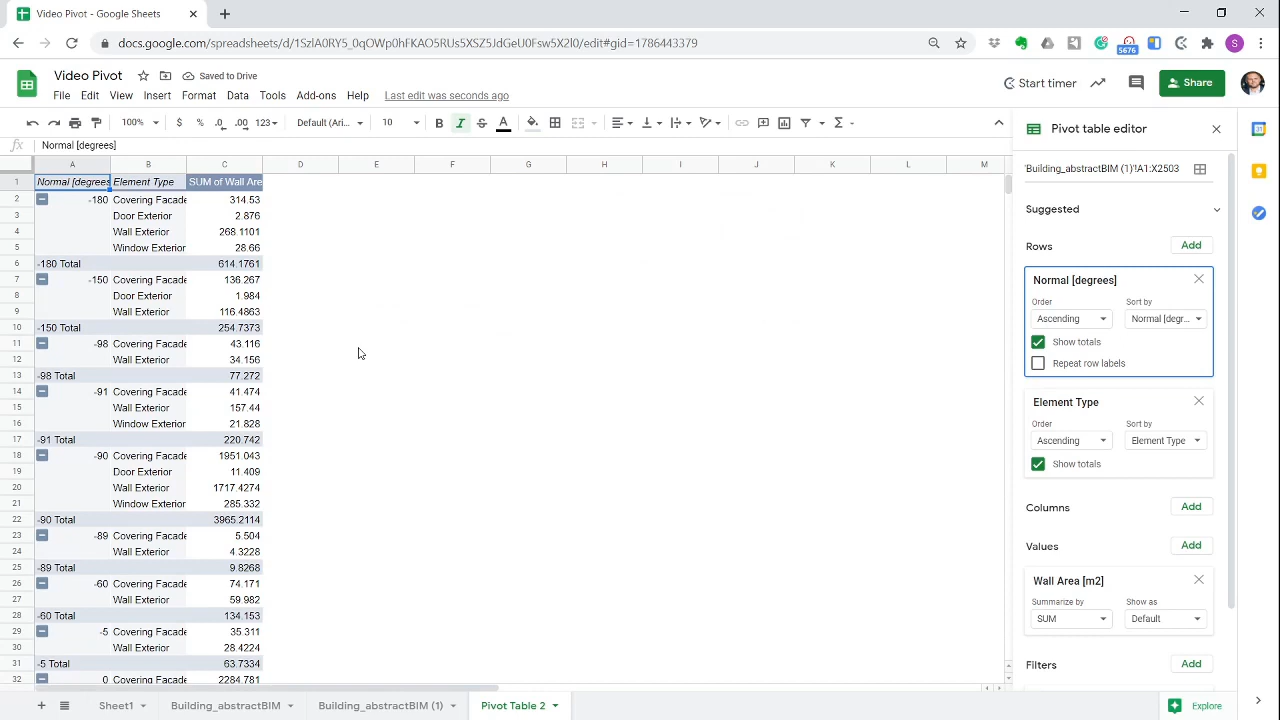 Video Pivot - Google Sheets
docs.google.com/spreadsheets/d/1SzlA0RY5_0qOWp0hFKAO5RUs5XSZ5JdGeU0Esw5X2l0/edit#gid=1786443379
5676
S
Video Pivot
Saved to Drive
File Edit View Insert Format Data Tools Add-ons Help Last edit was seconds ago
Start timer
Share
100% $ % .0 .00 123 Default (Ari... 10 B I S A
fx Normal [degrees]
A B C D E F G H I J K L M
1 Normal [degrees Element Type SUM of Wall Are
2 -180 Covering Facade 314.53
3 Door Exterior 2.876
4 Wall Exterior 268.1101
5 Window Exterior 28.66
6 -180 Total 614.1761
7 -150 Covering Facade 136.267
8 Door Exterior 1.984
9 Wall Exterior 116.4863
10 -150 Total 254.7373
11 -98 Covering Facade 43.116
12 Wall Exterior 34.156
13 -98 Total 77.272
14 -91 Covering Facade 41.474
15 Wall Exterior 157.44
16 Window Exterior 21.828
17 -91 Total 220.742
18 -90 Covering Facade 1951.043
19 Door Exterior 11.409
20 Wall Exterior 1717.4274
21 Window Exterior 285.332
22 -90 Total 3965.2114
23 -89 Covering Facade 5.504
24 Wall Exterior 4.3228
25 -89 Total 9.8268
26 -60 Covering Facade 74.171
27 Wall Exterior 59.982
28 -60 Total 134.153
29 -5 Covering Facade 35.311
30 Wall Exterior 28.4224
31 -5 Total 63.7334
32 0 Covering Facade 2284.781
Pivot table editor
'Building_abstractBIM (1)'!A1:X2503
Suggested
Rows Add
Normal [degrees]
Order Sort by
Ascending Normal [degr...
Show totals
Repeat row labels
Element Type
Order Sort by
Ascending Element Type
Show totals
Columns Add
Values Add
Wall Area [m2]
Summarize by Show as
SUM Default
Filters Add
Sheet1 Building_abstractBIM Building_abstractBIM (1) Pivot Table 2
Explore